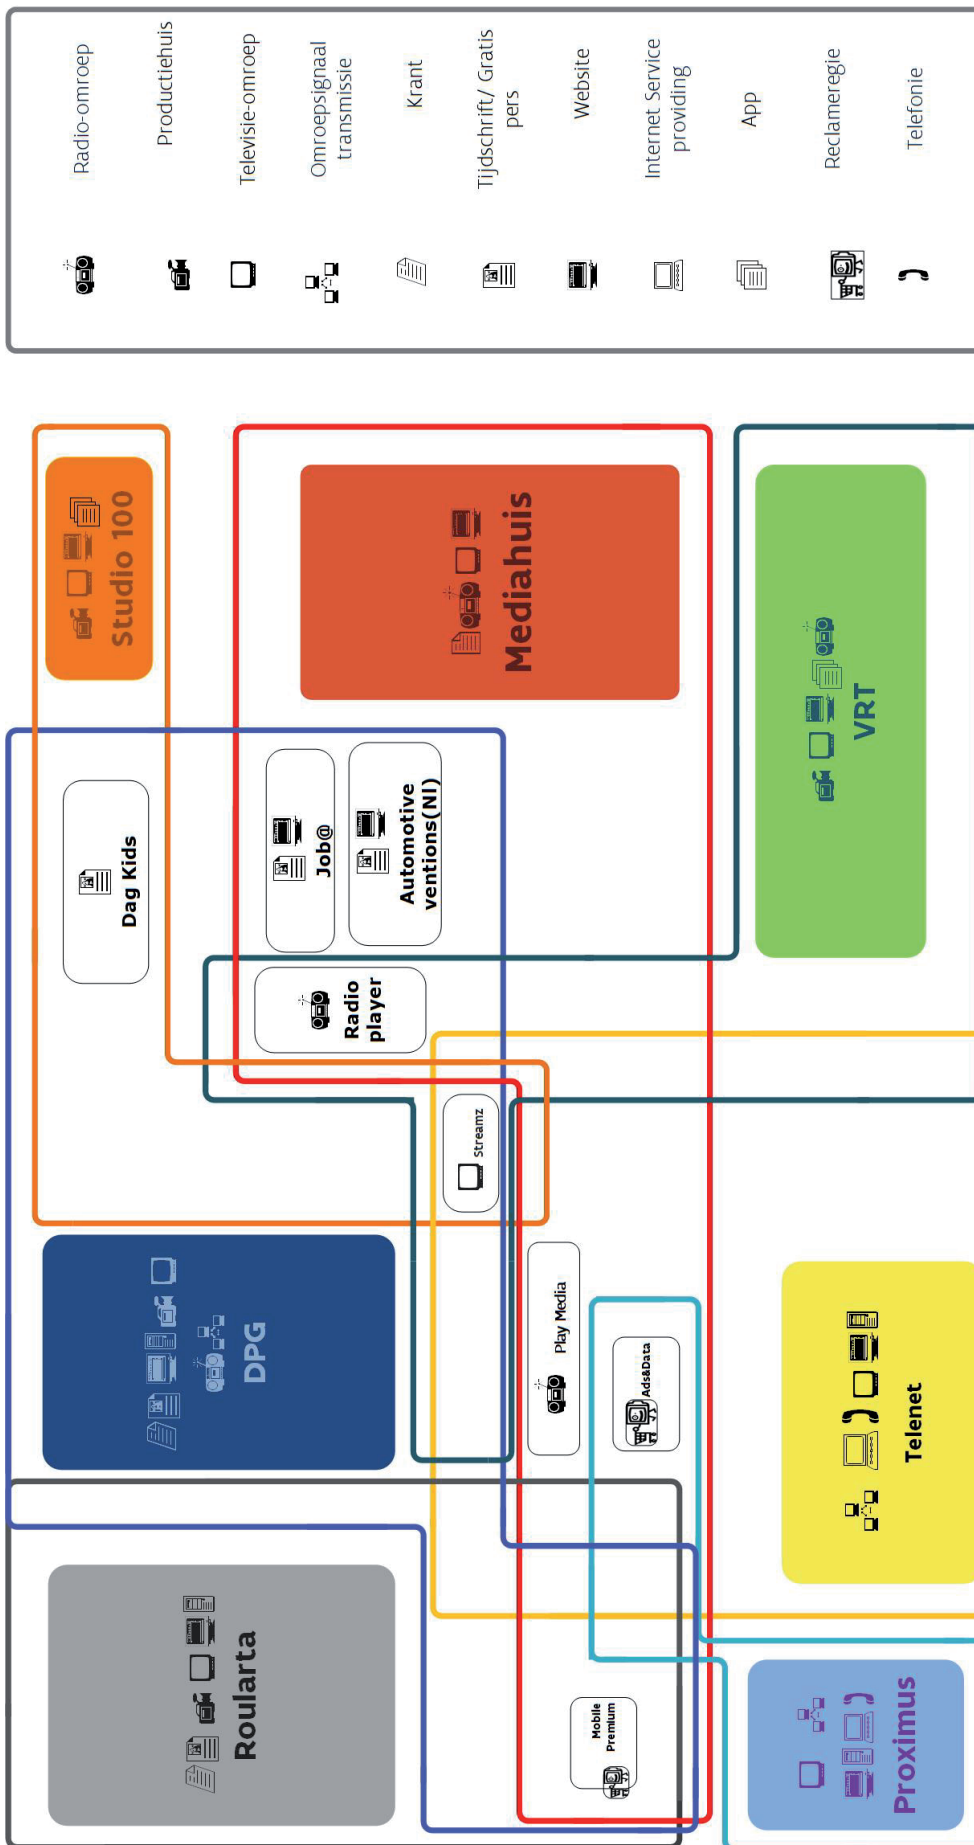 Radio-omroep
Productiehuis
Televisie-omroep
Omroepsignaal
transmissie
Krant
Tijdschrift/ Gratis
pers
Website
Internet Service
providing
App
Reclameregie
Telefonie
Studio 100
Mediahuis
VRT
Dag Kids
Job@
Automotive
ventions(NI)
Radio
player
Streamz
DPG
Play Media
Ads&Data
Telenet
Roularta
Mobile
Premium
Proximus